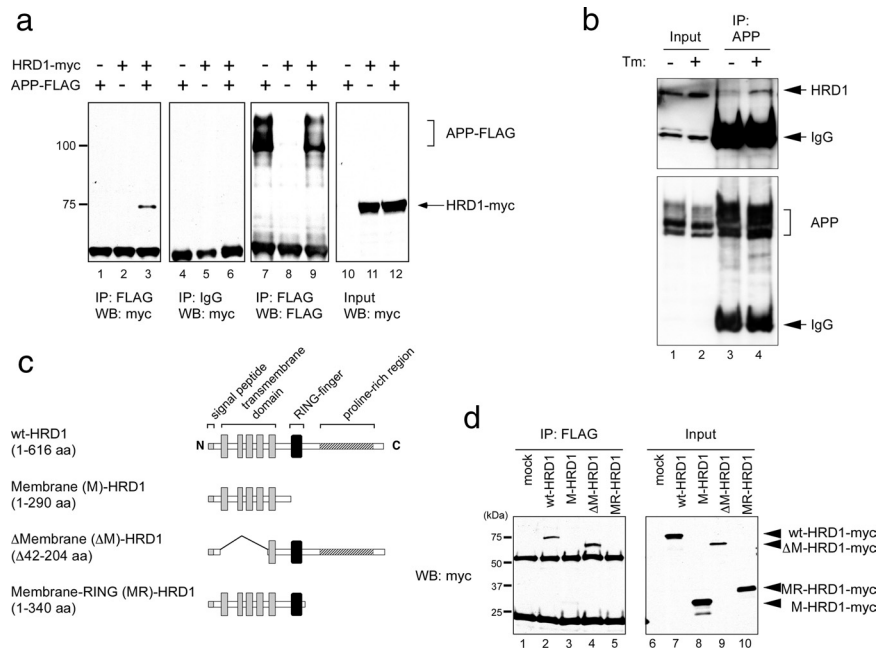 a
HRD1-myc - + + - + + - + + - + +
APP-FLAG + - + + - + + - + + - +
100
75
APP-FLAG
HRD1-myc
1 2 3 4 5 6 7 8 9 10 11 12
IP: FLAG IP: IgG IP: FLAG Input
WB: myc WB: myc WB: FLAG WB: myc
b
IP:
Input APP
Tm: - + - +
HRD1
IgG
APP
IgG
1 2 3 4
c
signal peptide
transmembrane
domain
RING-finger
proline-rich region
wt-HRD1
(1-616 aa)
N C
Membrane (M)-HRD1
(1-290 aa)
ΔMembrane (ΔM)-HRD1
(Δ42-204 aa)
Membrane-RING (MR)-HRD1
(1-340 aa)
d
IP: FLAG Input
mock wt-HRD1 M-HRD1 ΔM-HRD1 MR-HRD1 mock wt-HRD1 M-HRD1 ΔM-HRD1 MR-HRD1
(kDa)
75
50
37
25
WB: myc
75
50
37
25
wt-HRD1-myc
ΔM-HRD1-myc
MR-HRD1-myc
M-HRD1-myc
1 2 3 4 5 6 7 8 9 10